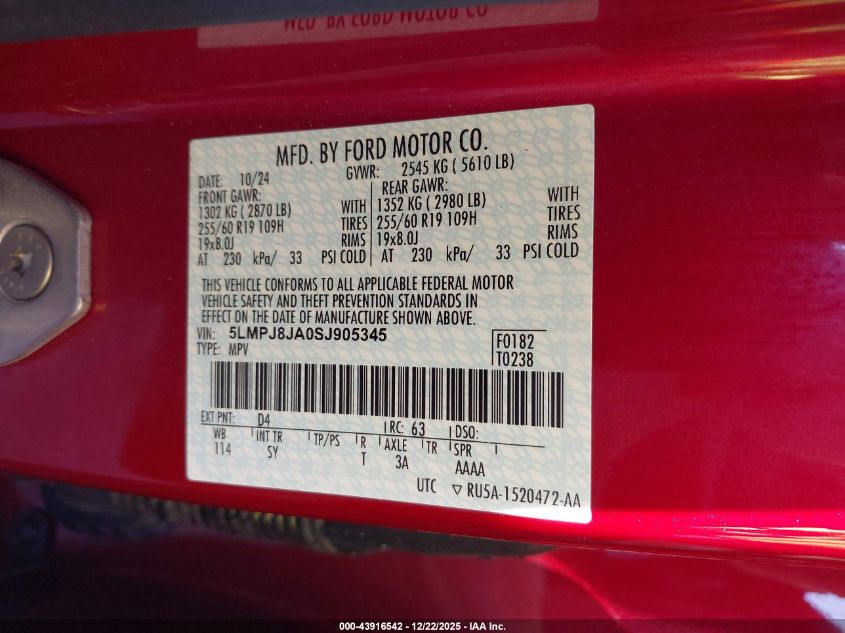 MFD. BY FORD MOTOR CO.
DATE: 10/24 GVWR: 2545 KG ( 5610 LB)
FRONT GAWR: REAR GAWR:
1302 KG ( 2870 LB) WITH 1352 KG ( 2980 LB) WITH
255/60 R19 109H TIRES 255/60 R19 109H TIRES
19x8.0J RIMS 19x8.0J RIMS
AT 230 kPa/ 33 PSI COLD AT 230 kPa/ 33 PSI COLD
THIS VEHICLE CONFORMS TO ALL APPLICABLE FEDERAL MOTOR
VEHICLE SAFETY AND THEFT PREVENTION STANDARDS IN
EFFECT ON THE DATE OF MANUFACTURE SHOWN ABOVE.
VIN: 5LMPJ8JA0SJ905345 F0182
TYPE: MPV T0238
EXT PNT: D4 RC: 63 DSO:
WB INT TR TP/PS R AXLE TR SPR
114 SY T 3A AAAA
UTC ▽ RU5A-1520472-AA
000-43916542 - 12/22/2025 - IAA Inc.